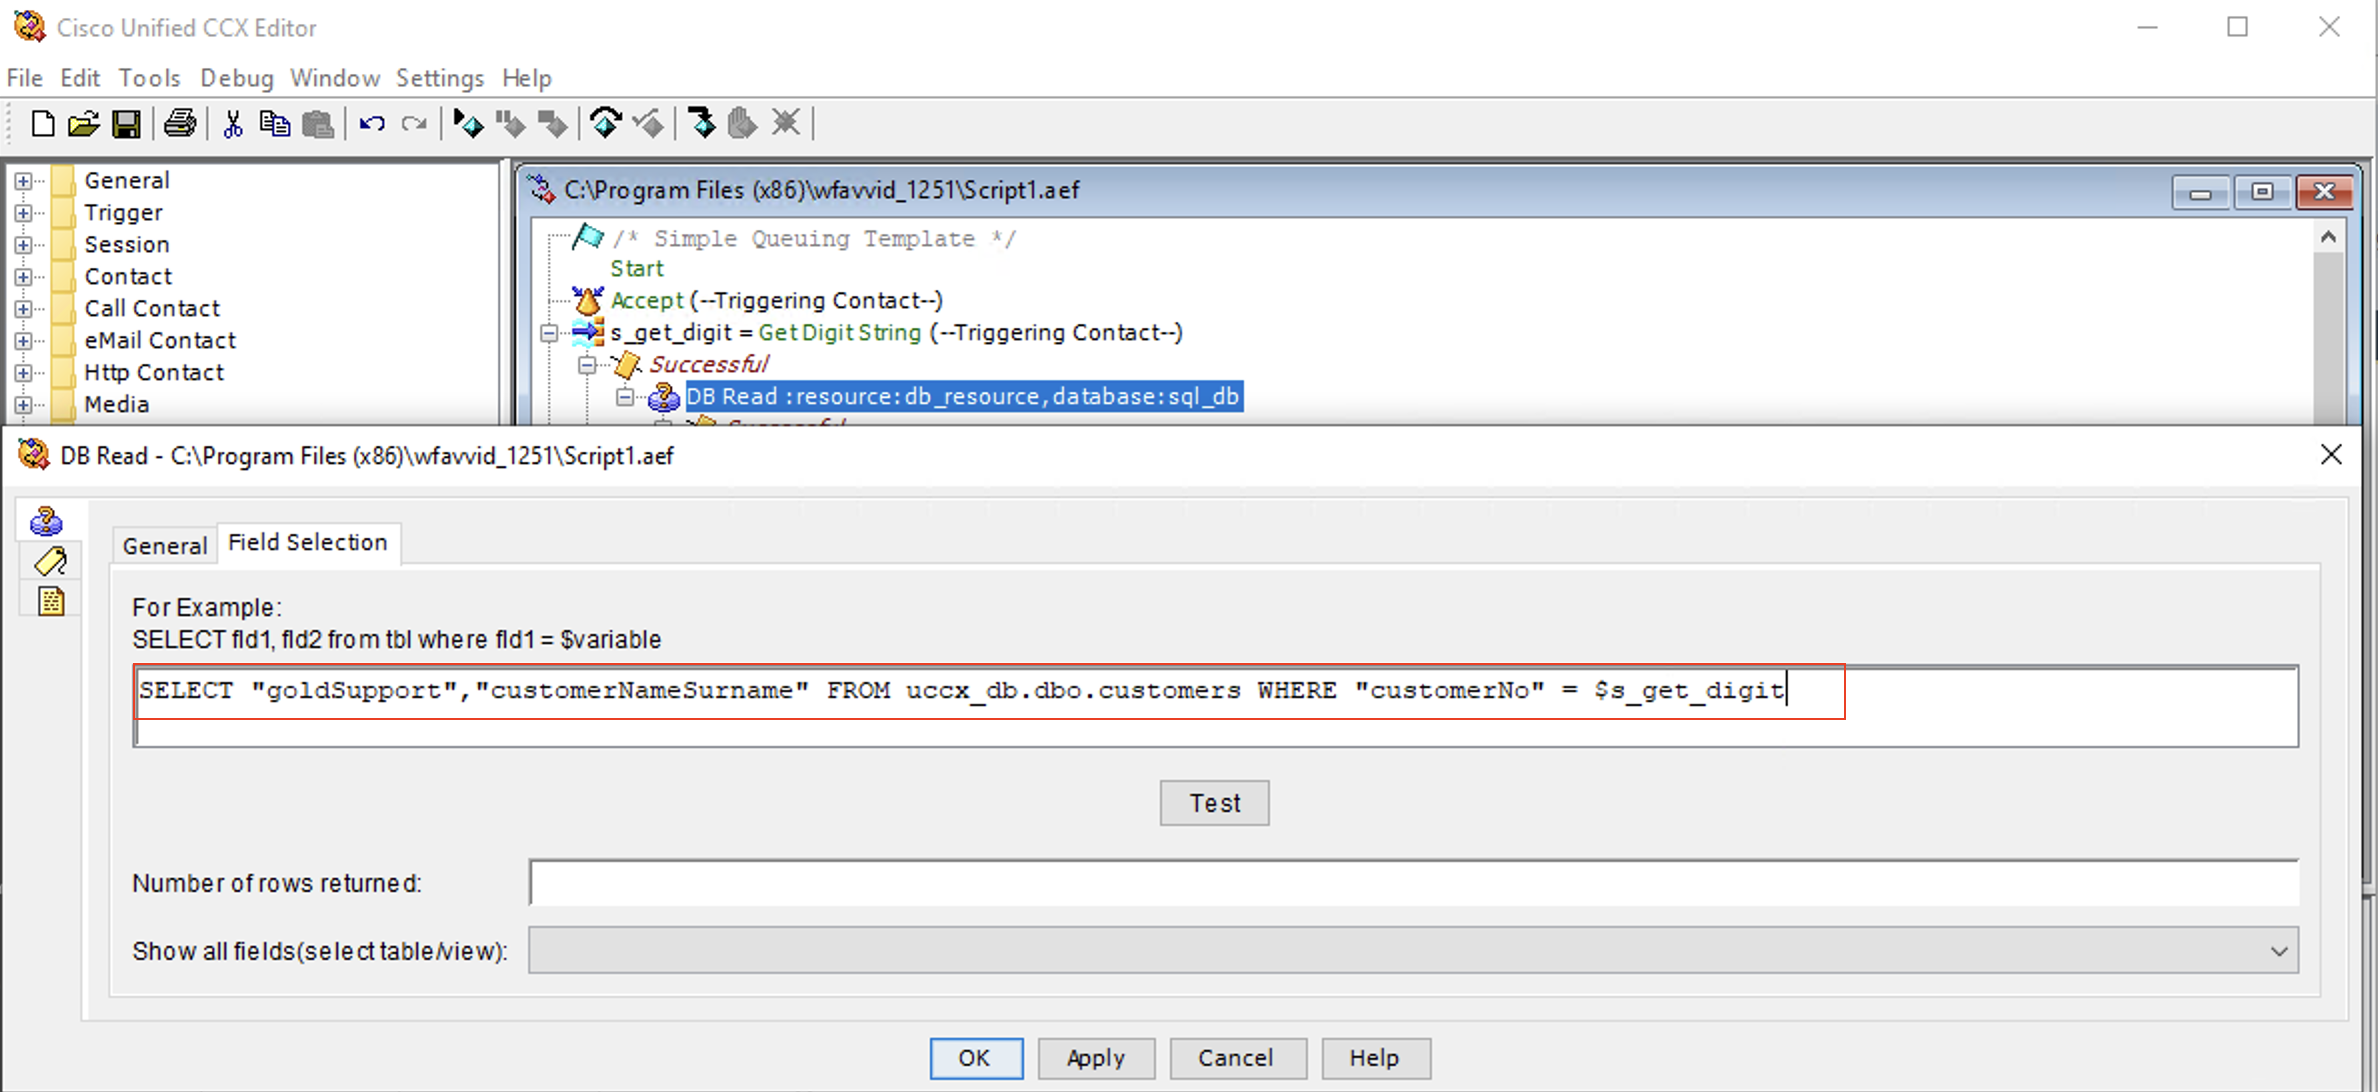 Cisco Unified CCX Editor
File Edit Tools Debug Window Settings Help
General
Trigger
Session
Contact
Call Contact
eMail Contact
Http Contact
Media
C:\Program Files (x86)\wfavvid_1251\Script1.aef
/* Simple Queuing Template */
Start
Accept (--Triggering Contact--)
s_get_digit = Get Digit String (--Triggering Contact--)
Successful
DB Read :resource:db_resource,database:sql_db
DB Read - C:\Program Files (x86)\wfavvid_1251\Script1.aef
General Field Selection
For Example:
SELECT fld1, fld2 from tbl where fld1 = $variable
SELECT "goldSupport","customerNameSurname" FROM uccx_db.dbo.customers WHERE "customerNo" = $s_get_digit
Test
Number of rows returned:
Show all fields(select table/view):
OK Apply Cancel Help